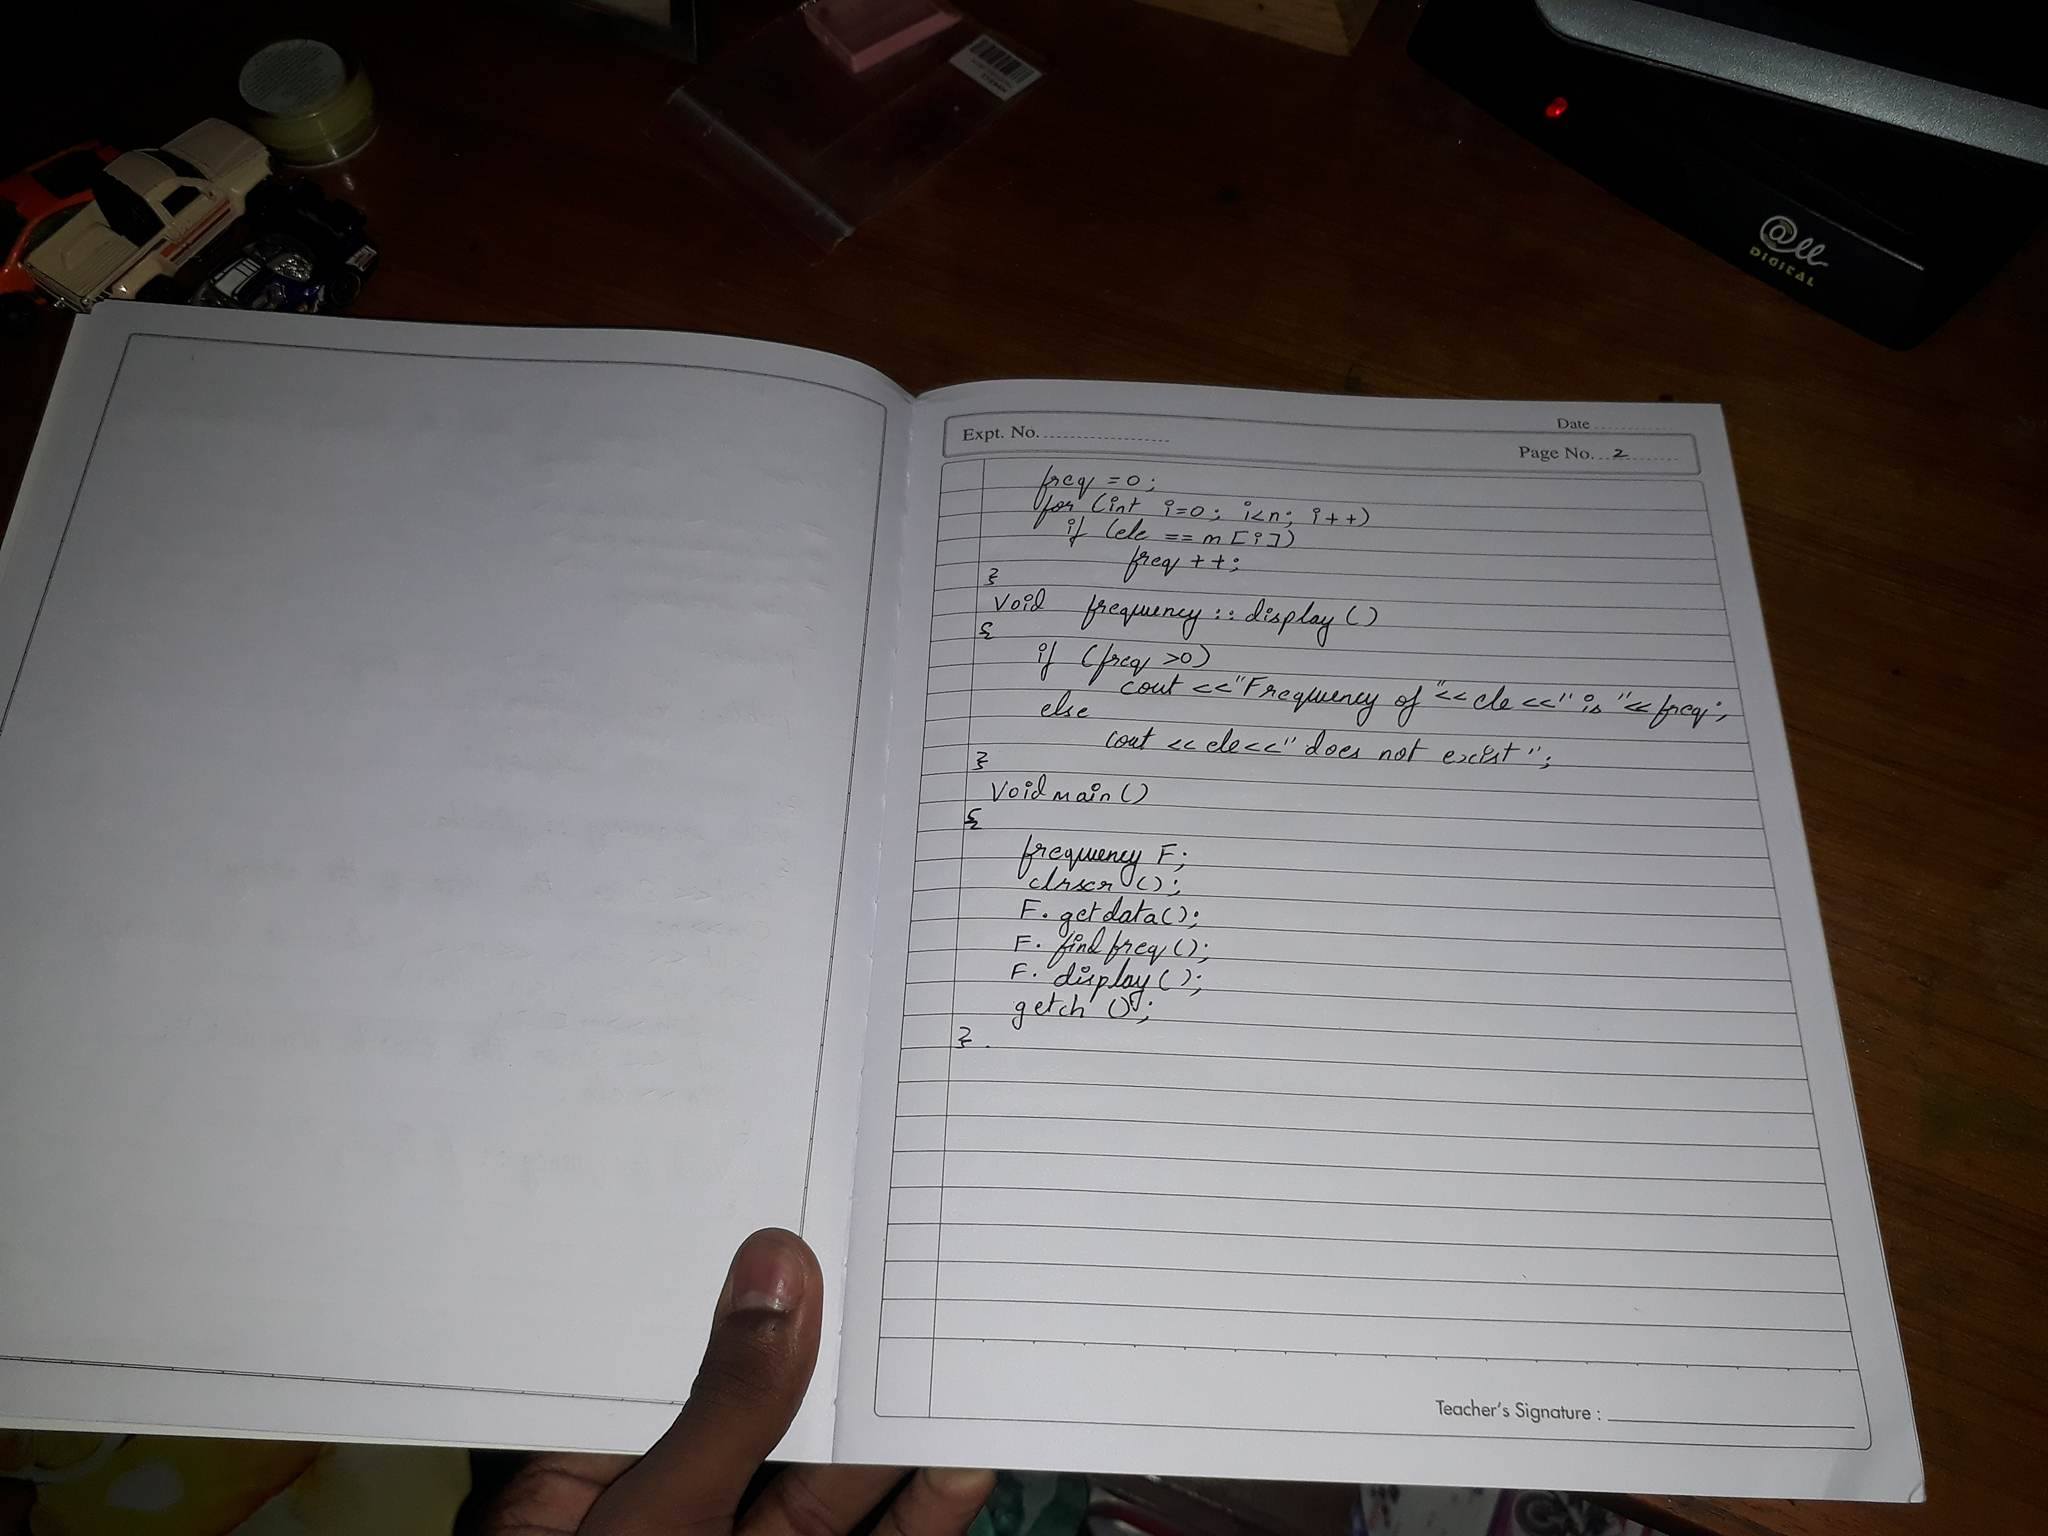 @ll
DIGITAL
Expt. No.
Date
Page No. 2
freq = 0;
for (int i=0; i<n; i++)
if (ele == m[i])
freq ++;
}
void frequency :: display ()
{
if (freq >0)
cout <<"Frequency of "<< ele <<" is "<< freq;
else
cout << ele<<" does not exist";
}
void main ()
{
frequency F;
clrscr ();
F. getdata();
F. findfreq ();
F. display ();
getch ();
}.
Teacher's Signature :